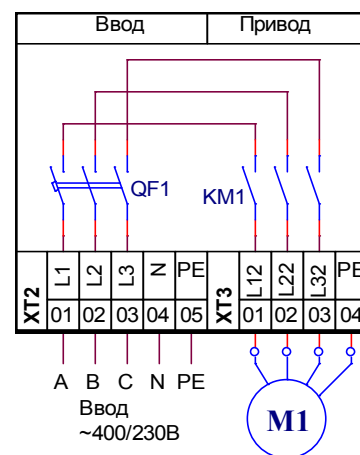 Ввод Привод
QF1 KM1
XT2 L1 L2 L3 N PE XT3 L12 L22 L32 PE
01 02 03 04 05 01 02 03 04
A B C N PE
Ввод
~400/230В
M1